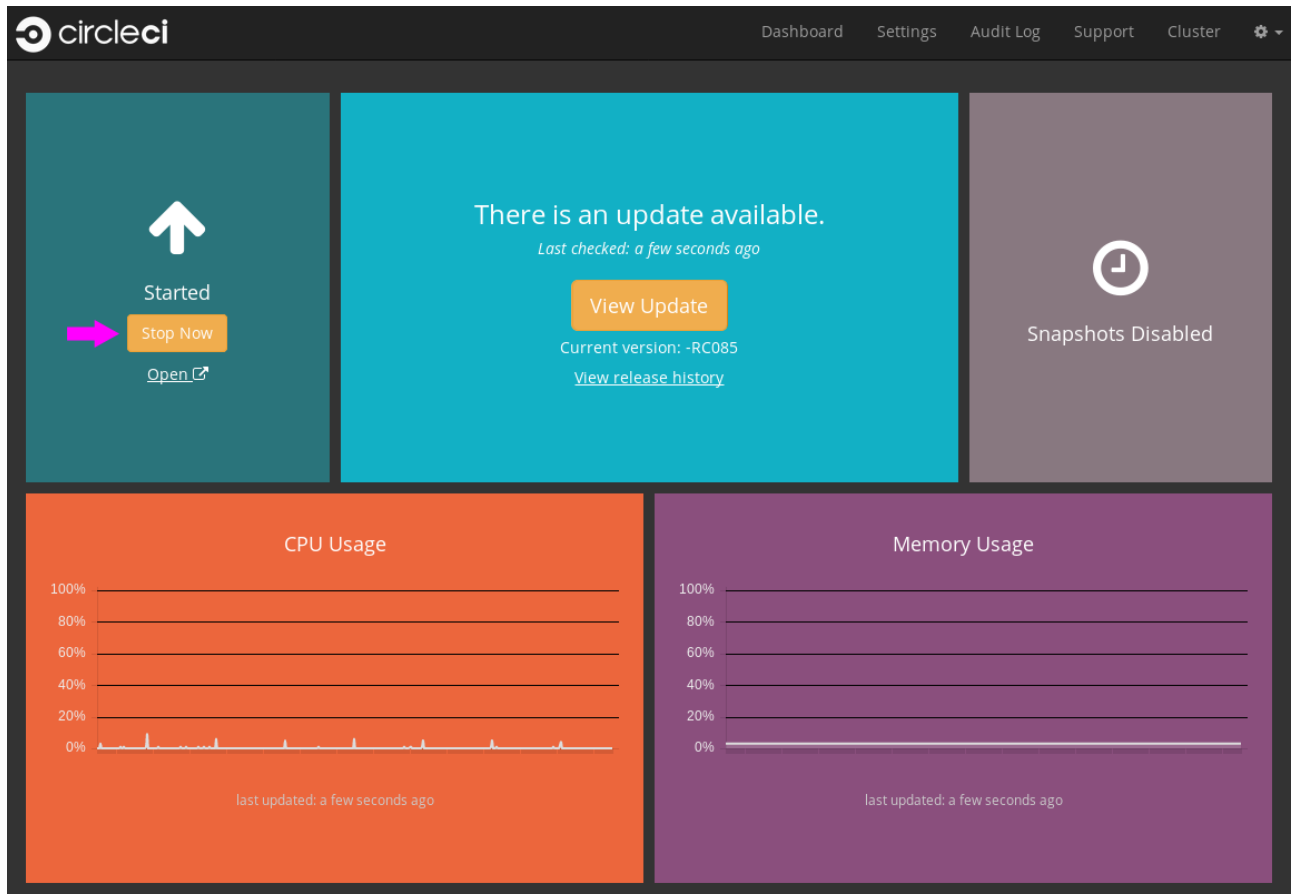 circleci
Dashboard Settings Audit Log Support Cluster
Started
Stop Now
Open
There is an update available.
Last checked: a few seconds ago
View Update
Current version: -RC085
View release history
Snapshots Disabled
CPU Usage
100%
80%
60%
40%
20%
0%
last updated: a few seconds ago
Memory Usage
100%
80%
60%
40%
20%
0%
last updated: a few seconds ago